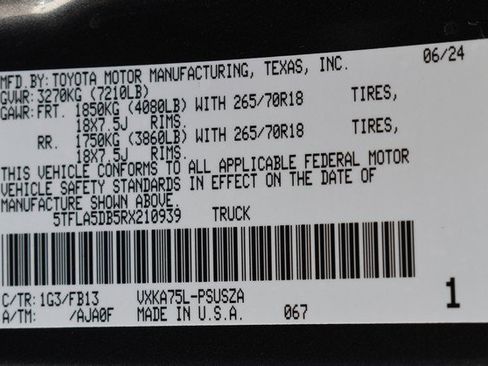 06/24
MFD.BY:TOYOTA MOTOR MANUFACTURING, TEXAS, INC.
GVWR: 3270KG (7210LB)
GAWR: FRT. 1850KG (4080LB) WITH 265/70R18 TIRES,
18X7.5J RIMS.
RR. 1750KG (3860LB) WITH 265/70R18 TIRES,
18X7.5J RIMS.
THIS VEHICLE CONFORMS TO ALL APPLICABLE FEDERAL MOTOR
VEHICLE SAFETY STANDARDS IN EFFECT ON THE DATE OF
MANUFACTURE SHOWN ABOVE.
5TFLA5DB5RX210939 TRUCK
C/TR:1G3/FB13 VXKA75L-PSUSZA 1
A/TM: /AJA0F MADE IN U.S.A. 067